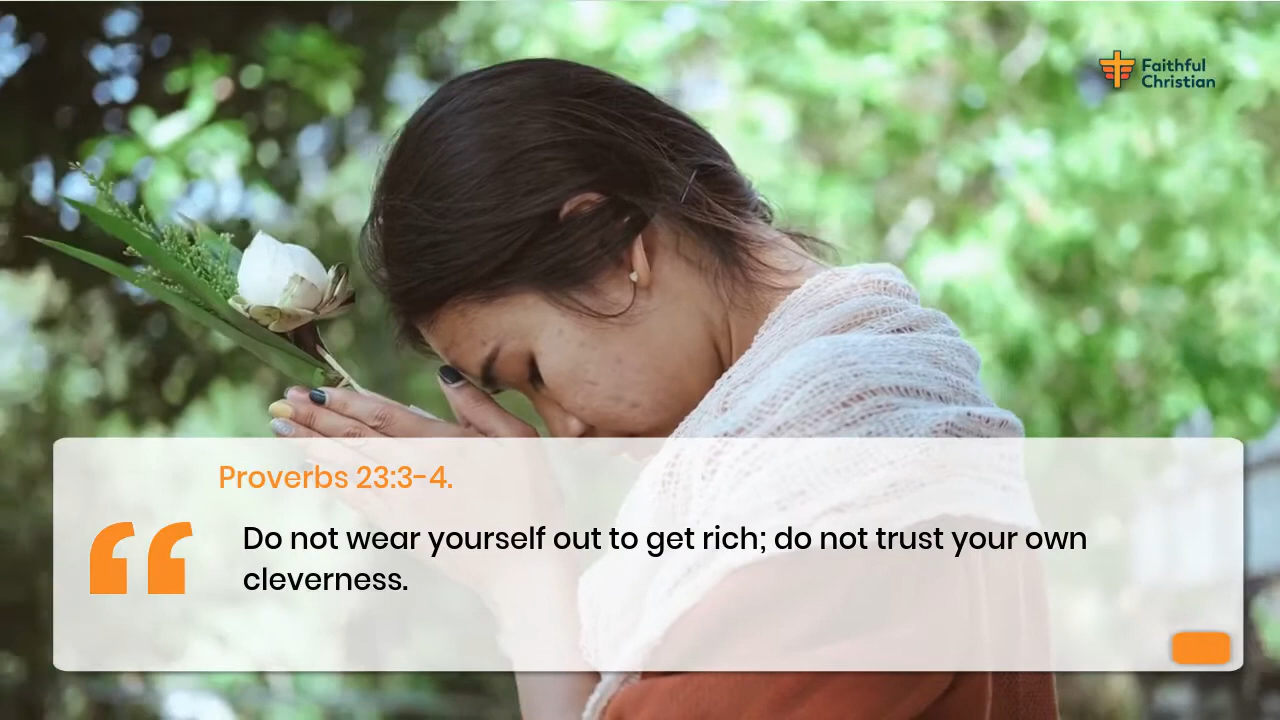 Faithful
Christian
Proverbs 23:3-4.
Do not wear yourself out to get rich; do not trust your own
cleverness.